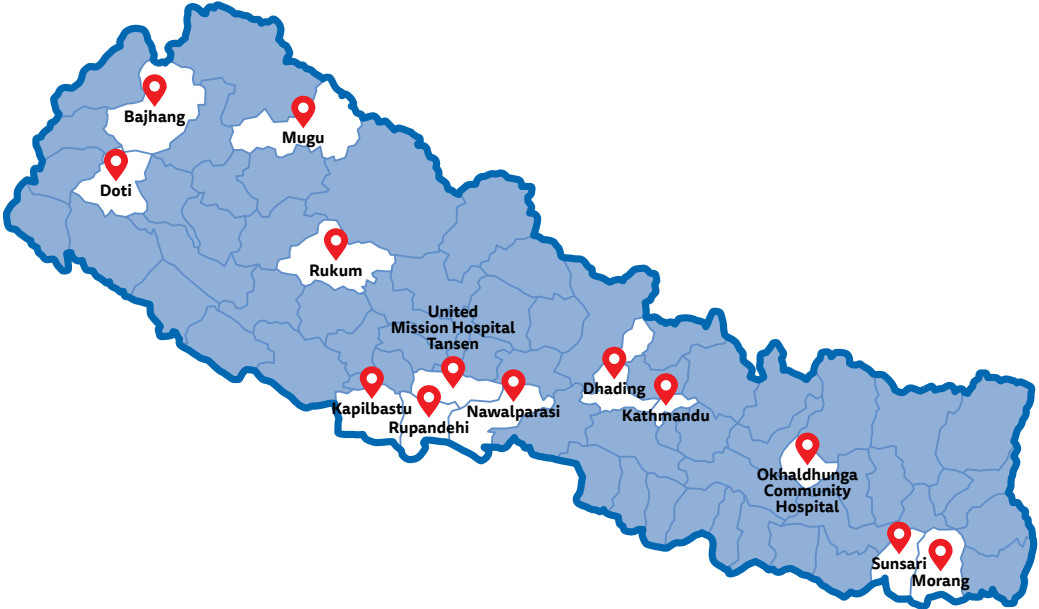 Bajhang
Mugu
Doti
Rukum
United
Mission Hospital
Tansen
Kapilbastu
Rupandehi
Nawalparasi
Dhading
Kathmandu
Okhaldhunga
Community
Hospital
Sunsari
Morang